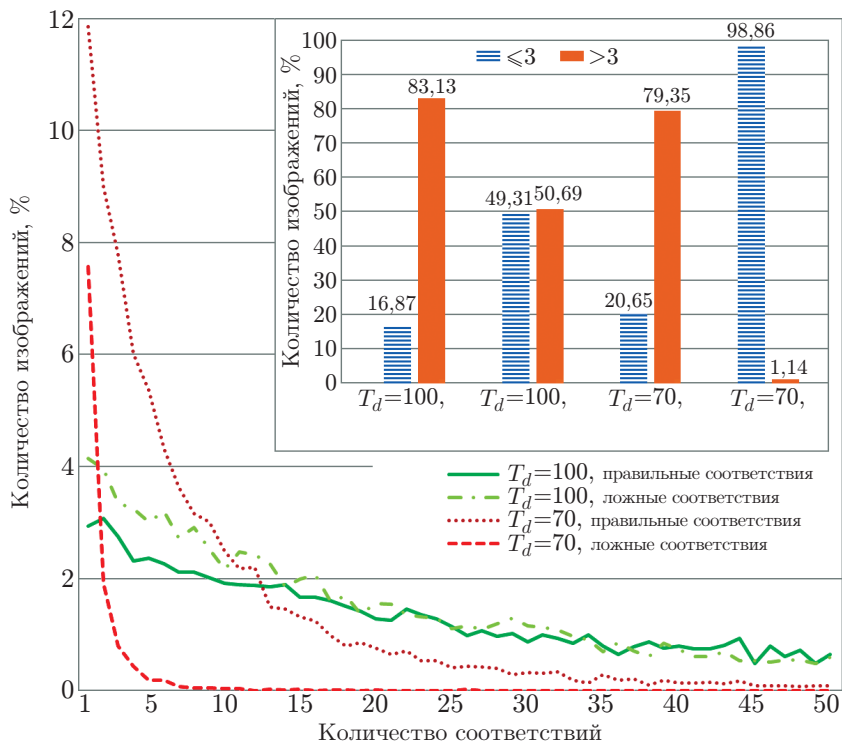 12
10
8
6
4
2
0
Количество изображений, %
100
90
80
70
60
50
40
30
20
10
0
Количество изображений, %
⩽3 >3
16,87 83,13 49,31 50,69 20,65 79,35 98,86 1,14
T_d=100, T_d=100, T_d=70, T_d=70,
T_d=100, правильные соответствия
T_d=100, ложные соответствия
T_d=70, правильные соответствия
T_d=70, ложные соответствия
1 5 10 15 20 25 30 35 40 45 50
Количество соответствий